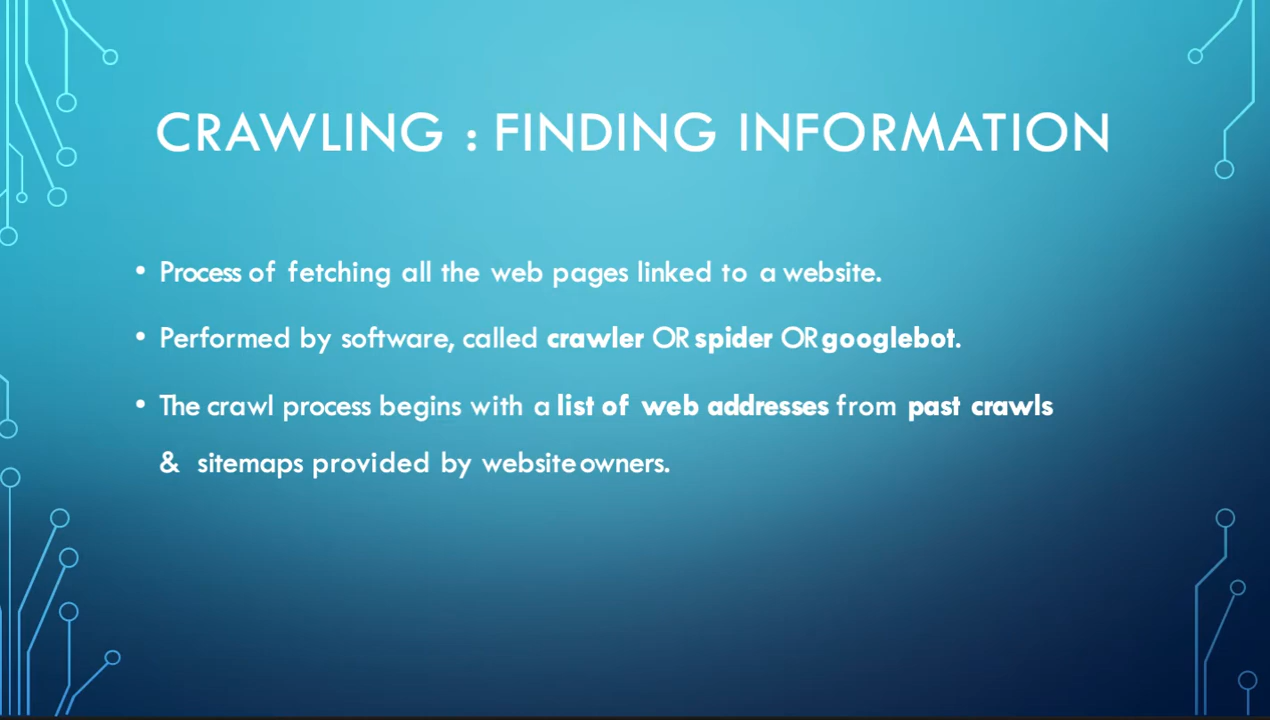 CRAWLING : FINDING INFORMATION
• Process of fetching all the web pages linked to a website.
• Performed by software, called crawler OR spider OR googlebot.
• The crawl process begins with a list of web addresses from past crawls
& sitemaps provided by website owners.